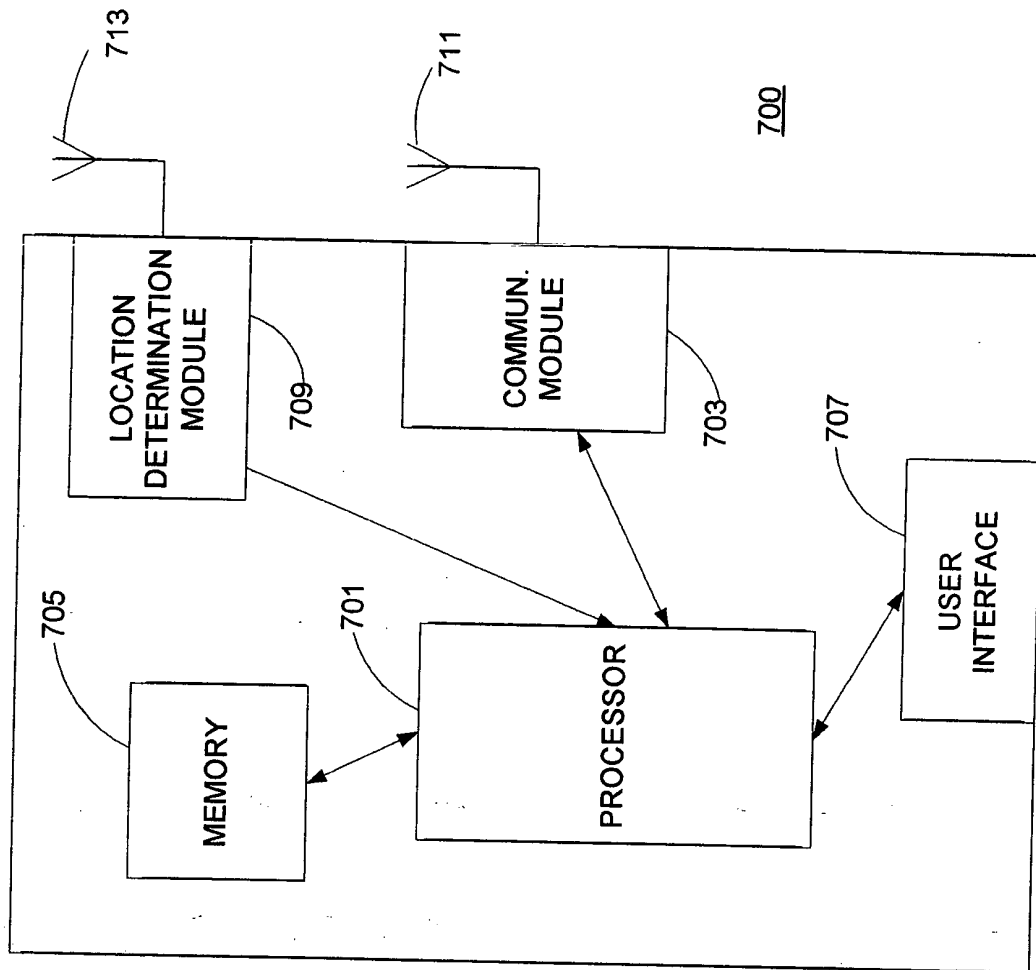 713
711
700
LOCATION
DETERMINATION
MODULE
709
COMMUN.
MODULE
703
707
705
701
MEMORY
PROCESSOR
USER
INTERFACE